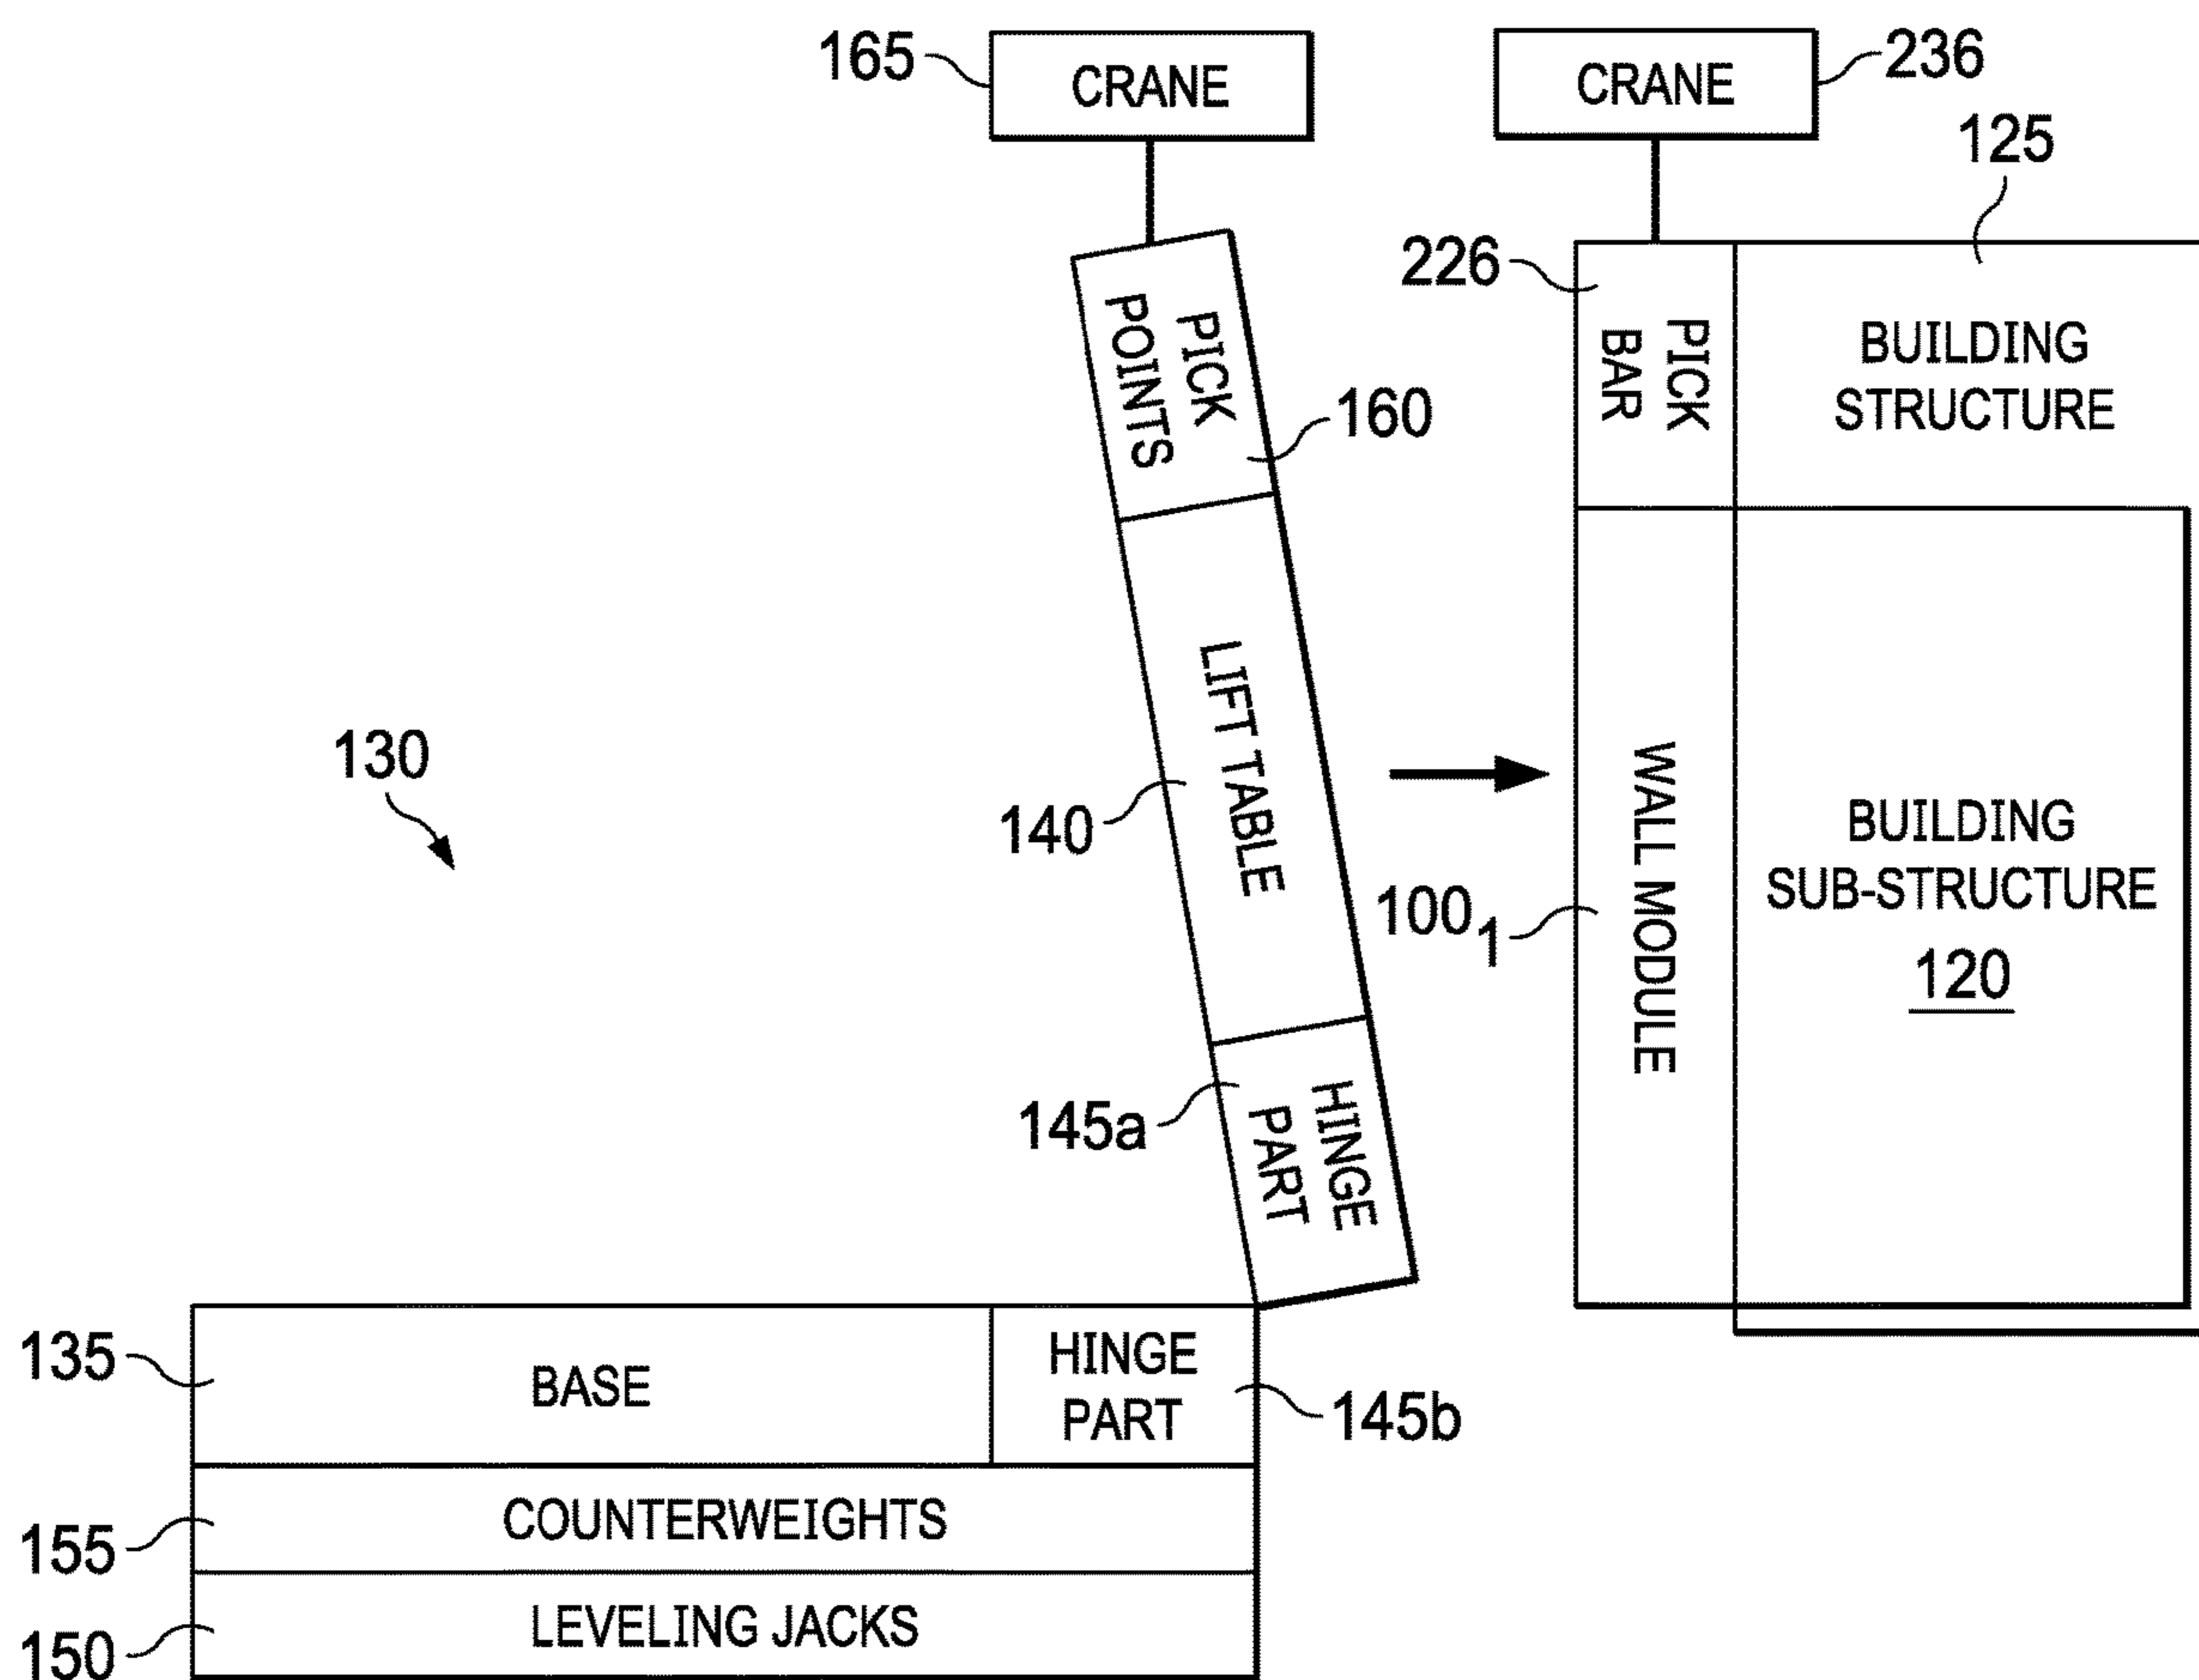 165
CRANE
CRANE
236
125
226
PICK
POINTS
PICK
BAR
BUILDING
STRUCTURE
160
130
LIFT TABLE
140
100 1
WALL MODULE
BUILDING
SUB-STRUCTURE
120
145a
HINGE
PART
135
BASE
HINGE
PART
145b
155
COUNTERWEIGHTS
150
LEVELING JACKS